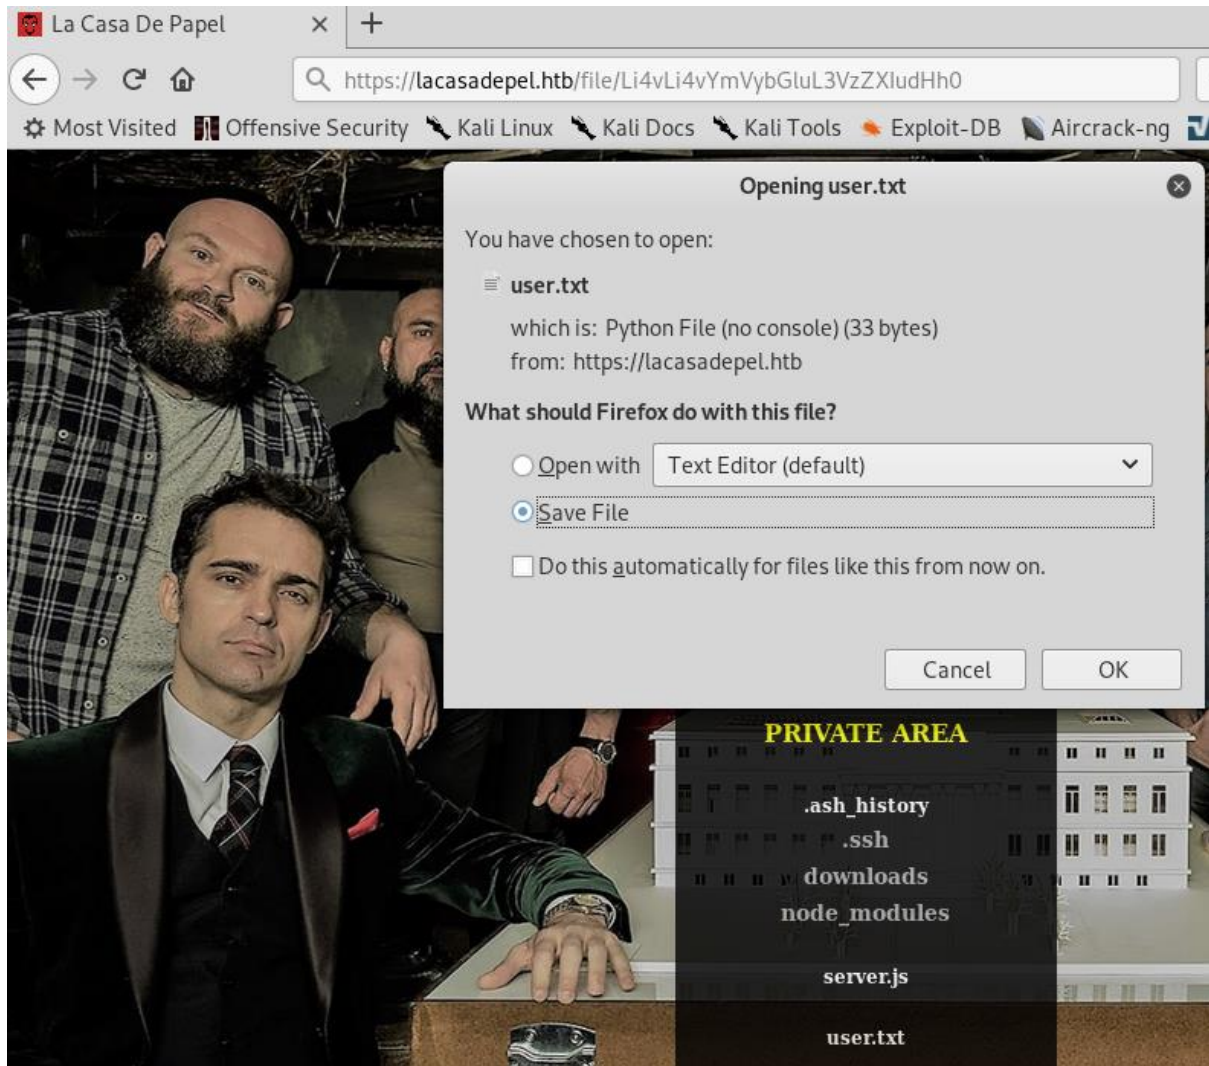 La Casa De Papel
https://lacasadepel.htb/file/Li4vLi4vYmVybGluL3VzZXIudHh0
Most Visited Offensive Security Kali Linux Kali Docs Kali Tools Exploit-DB Aircrack-ng
Opening user.txt
You have chosen to open:
user.txt
which is: Python File (no console) (33 bytes)
from: https://lacasadepel.htb
What should Firefox do with this file?
Open with Text Editor (default)
Save File
Do this automatically for files like this from now on.
Cancel OK
PRIVATE AREA
.ash_history
.ssh
downloads
node_modules
server.js
user.txt